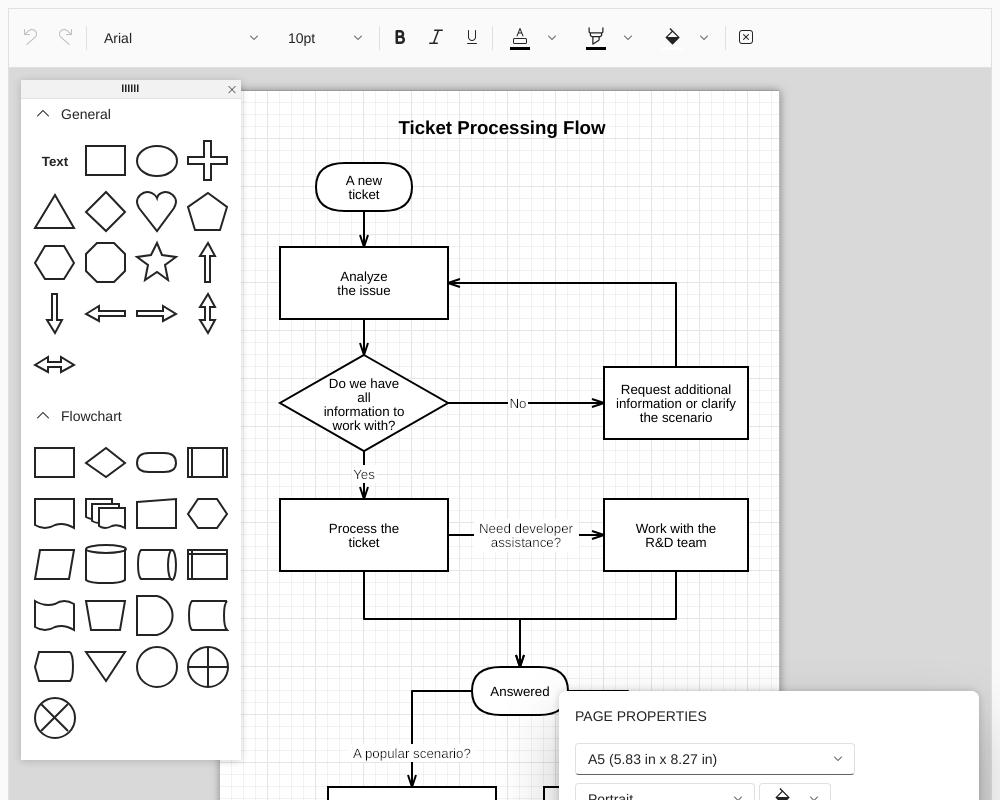 Arial
10pt
General
Text
Flowchart
Ticket Processing Flow
A new
ticket
Analyze
the issue
Do we have
all
information to
work with?
No
Request additional
information or clarify
the scenario
Yes
Process the
ticket
Need developer
assistance?
Work with the
R&D team
Answered
A popular scenario?
PAGE PROPERTIES
A5 (5.83 in x 8.27 in)
Portrait